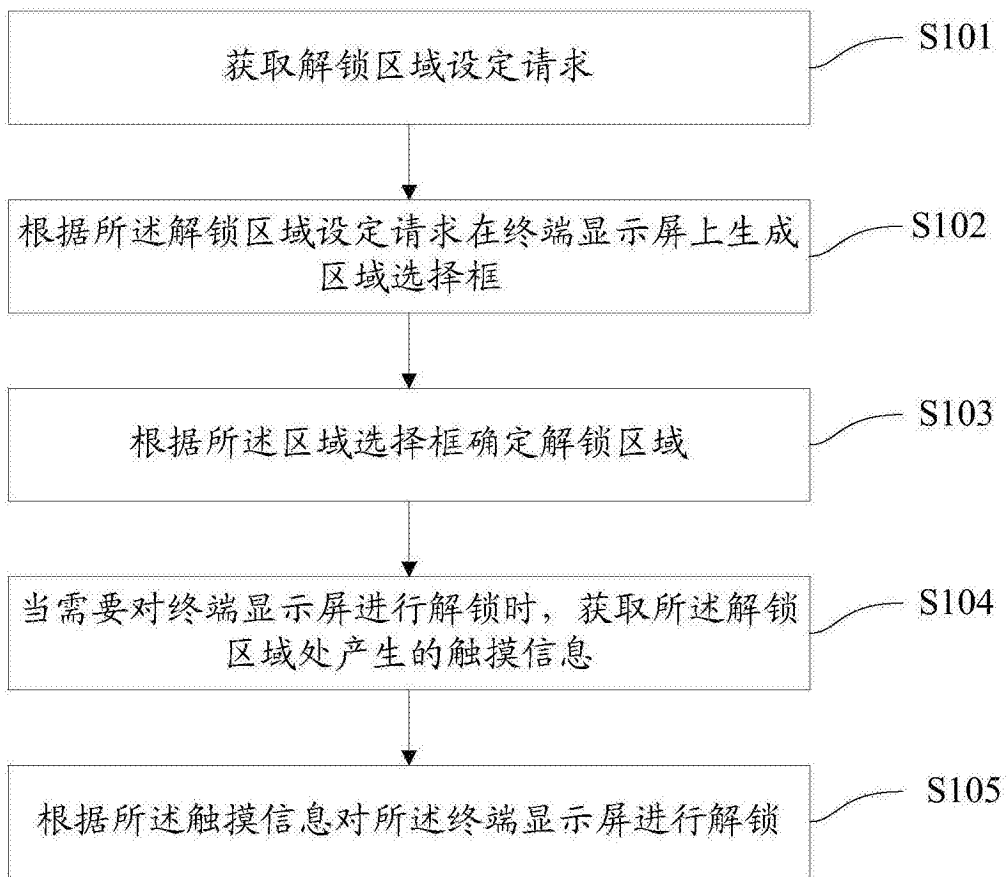 获取解锁区域设定请求
S101
根据所述解锁区域设定请求在终端显示屏上生成
区域选择框
S102
根据所述区域选择框确定解锁区域
S103
当需要对终端显示屏进行解锁时，获取所述解锁
区域处产生的触摸信息
S104
根据所述触摸信息对所述终端显示屏进行解锁
S105